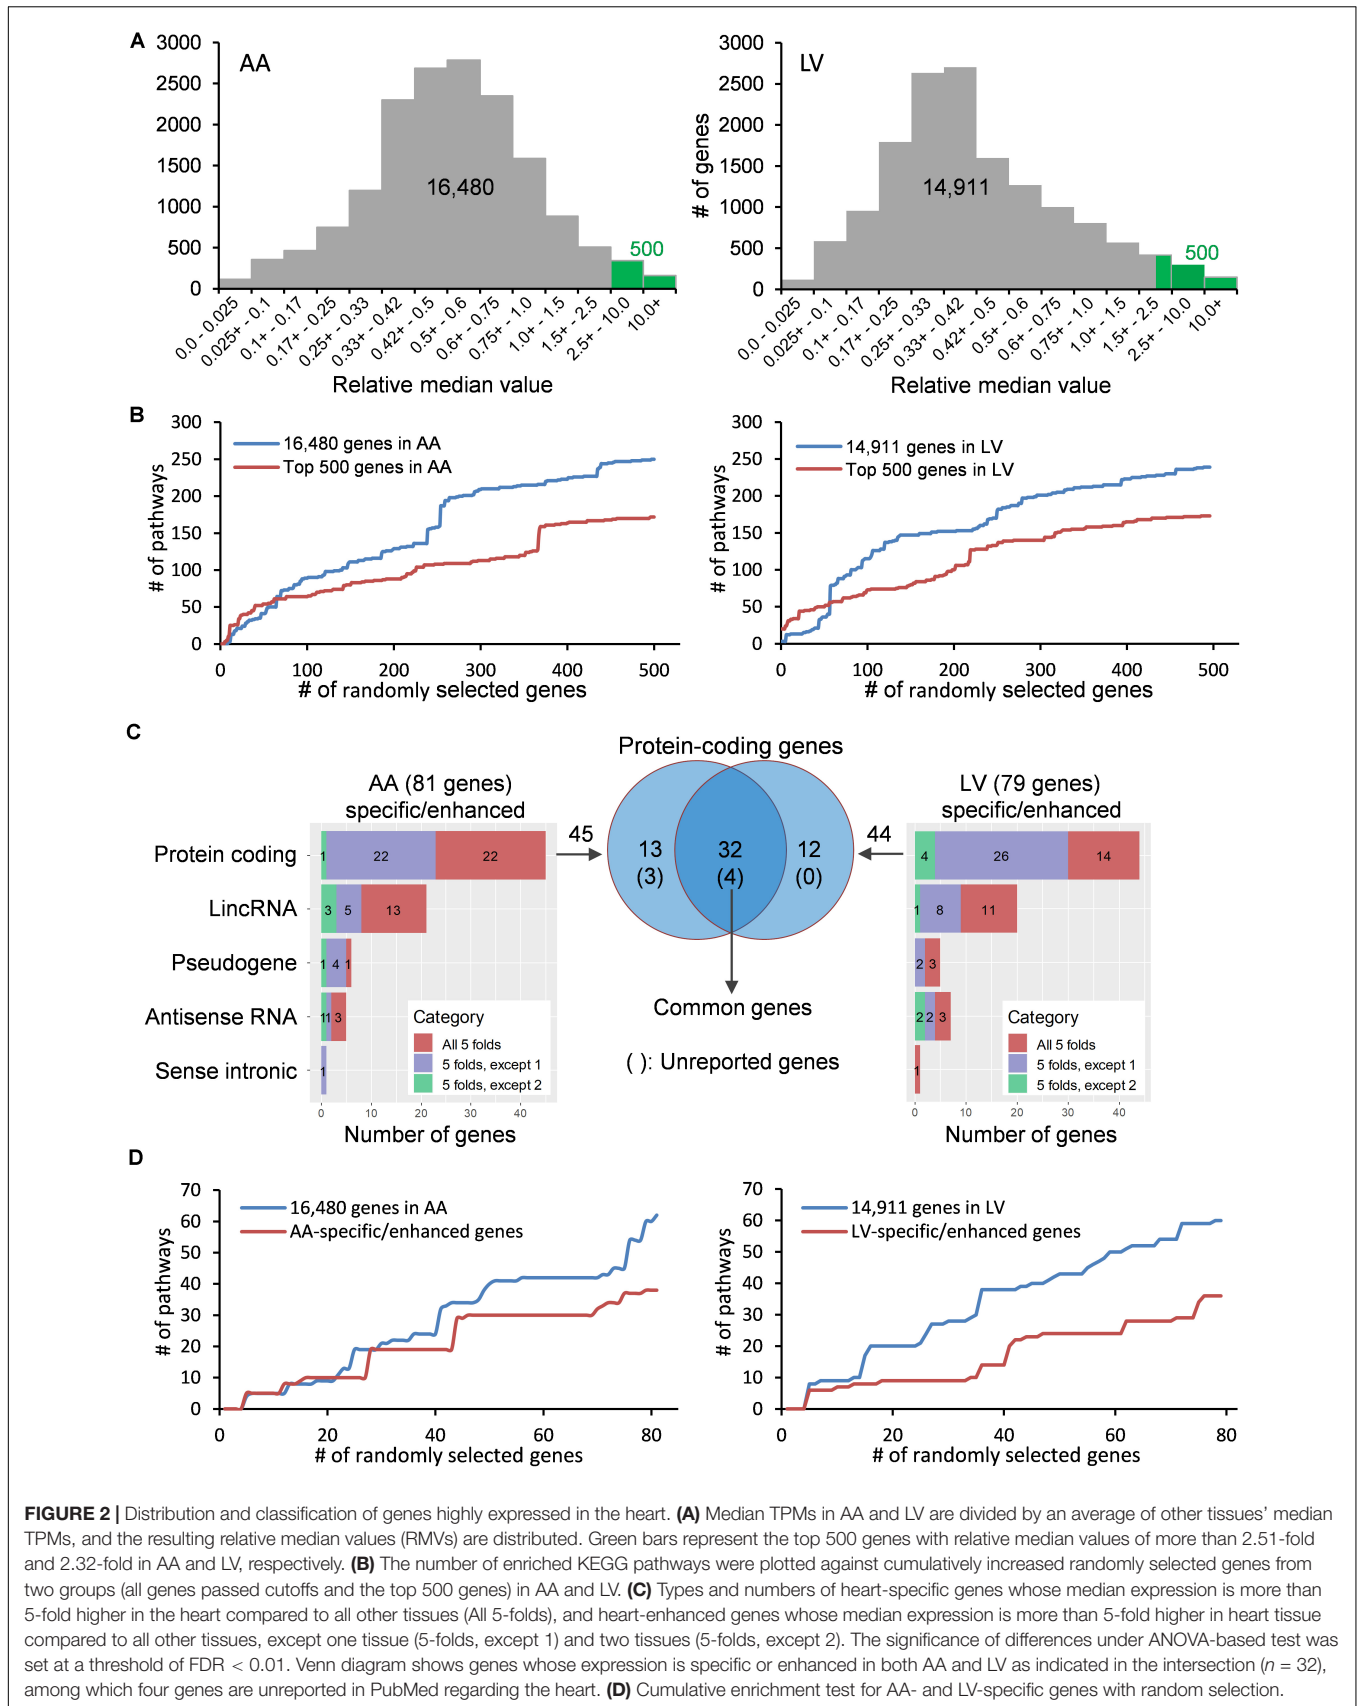 A
AA
3000
2500
2000
1500
1000
500
0
16,480
500
0.0 - 0.025
0.025+ - 0.1
0.1+ - 0.17
0.17+ - 0.25
0.25+ - 0.33
0.33+ - 0.42
0.42+ - 0.5
0.5+ - 0.6
0.6+ - 0.75
0.75+ - 1.0
1.0+ - 1.5
1.5+ - 2.5
2.5+ - 10.0
10.0+
Relative median value
LV
# of genes
3000
2500
2000
1500
1000
500
0
14,911
500
0.0 - 0.025
0.025+ - 0.1
0.1+ - 0.17
0.17+ - 0.25
0.25+ - 0.33
0.33+ - 0.42
0.42+ - 0.5
0.5+ - 0.6
0.6+ - 0.75
0.75+ - 1.0
1.0+ - 1.5
1.5+ - 2.5
2.5+ - 10.0
10.0+
Relative median value
B
# of pathways
300
250
200
150
100
50
0
16,480 genes in AA
Top 500 genes in AA
0 100 200 300 400 500
# of randomly selected genes
# of pathways
300
250
200
150
100
50
0
14,911 genes in LV
Top 500 genes in LV
0 100 200 300 400 500
# of randomly selected genes
C
AA (81 genes)
specific/enhanced
Protein coding
1 22 22
LincRNA
3 5 13
Pseudogene
1 4 1
Antisense RNA
1 1 3
Sense intronic
1
Category
All 5 folds
5 folds, except 1
5 folds, except 2
0 10 20 30 40
Number of genes
Protein-coding genes
45
44
13 32 12
(3) (4) (0)
Common genes
( ): Unreported genes
LV (79 genes)
specific/enhanced
4 26 14
1 8 11
2 3
2 2 3
1
Category
All 5 folds
5 folds, except 1
5 folds, except 2
0 10 20 30 40
Number of genes
D
# of pathways
70
60
50
40
30
20
10
0
16,480 genes in AA
AA-specific/enhanced genes
0 20 40 60 80
# of randomly selected genes
# of pathways
70
60
50
40
30
20
10
0
14,911 genes in LV
LV-specific/enhanced genes
0 20 40 60 80
# of randomly selected genes
FIGURE 2 | Distribution and classification of genes highly expressed in the heart. (A) Median TPMs in AA and LV are divided by an average of other tissues' median
TPMs, and the resulting relative median values (RMVs) are distributed. Green bars represent the top 500 genes with relative median values of more than 2.51-fold
and 2.32-fold in AA and LV, respectively. (B) The number of enriched KEGG pathways were plotted against cumulatively increased randomly selected genes from
two groups (all genes passed cutoffs and the top 500 genes) in AA and LV. (C) Types and numbers of heart-specific genes whose median expression is more than
5-fold higher in the heart compared to all other tissues (All 5-folds), and heart-enhanced genes whose median expression is more than 5-fold higher in heart tissue
compared to all other tissues, except one tissue (5-folds, except 1) and two tissues (5-folds, except 2). The significance of differences under ANOVA-based test was
set at a threshold of FDR < 0.01. Venn diagram shows genes whose expression is specific or enhanced in both AA and LV as indicated in the intersection (n = 32),
among which four genes are unreported in PubMed regarding the heart. (D) Cumulative enrichment test for AA- and LV-specific genes with random selection.